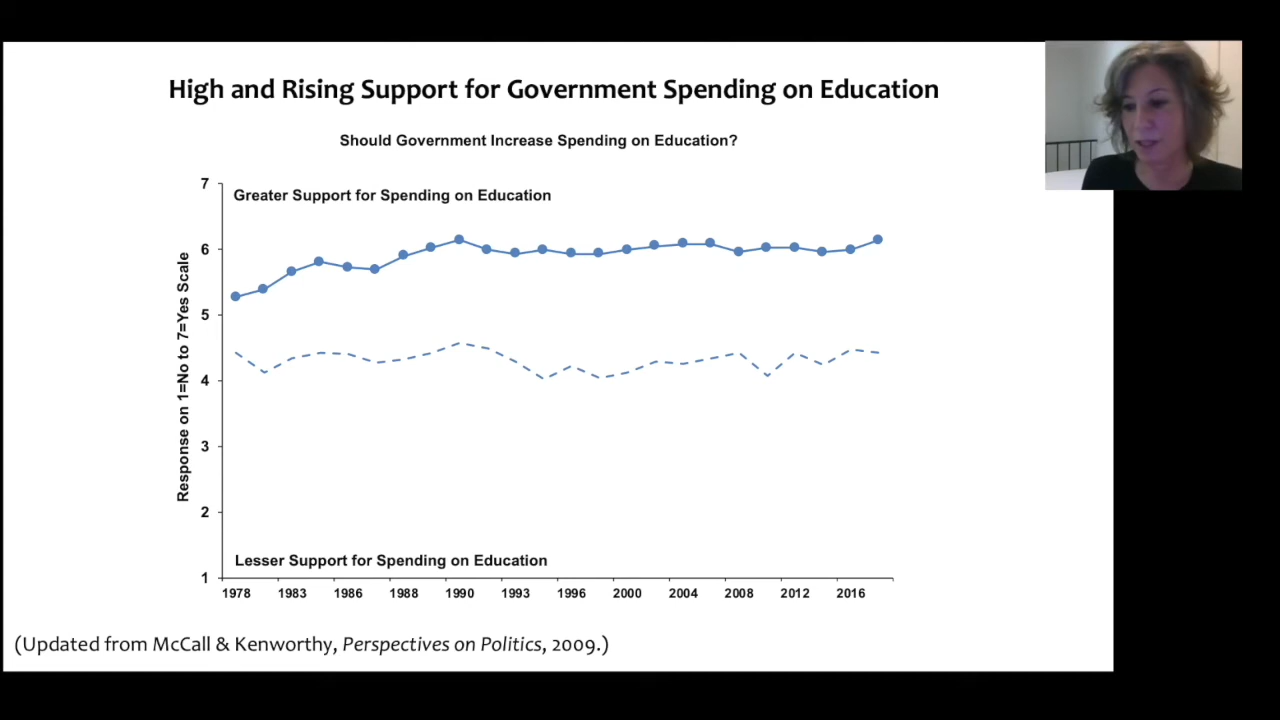 High and Rising Support for Government Spending on Education
Should Government Increase Spending on Education?
Response on 1=No to 7=Yes Scale
7
Greater Support for Spending on Education
6
5
4
3
2
Lesser Support for Spending on Education
1
1978 1983 1986 1988 1990 1993 1996 2000 2004 2008 2012 2016
(Updated from McCall & Kenworthy, Perspectives on Politics, 2009.)